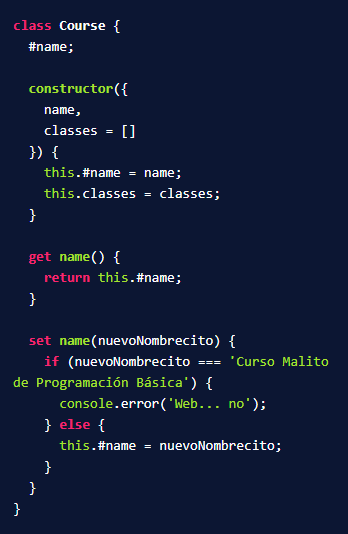 class Course {
  #name;

  constructor({
    name,
    classes = []
  }) {
    this.#name = name;
    this.classes = classes;
  }

  get name() {
    return this.#name;
  }

  set name(nuevoNombrecito) {
    if (nuevoNombrecito === 'Curso Malito
de Programación Básica') {
      console.error('Web... no');
    } else {
      this.#name = nuevoNombrecito;
    }
  }
}